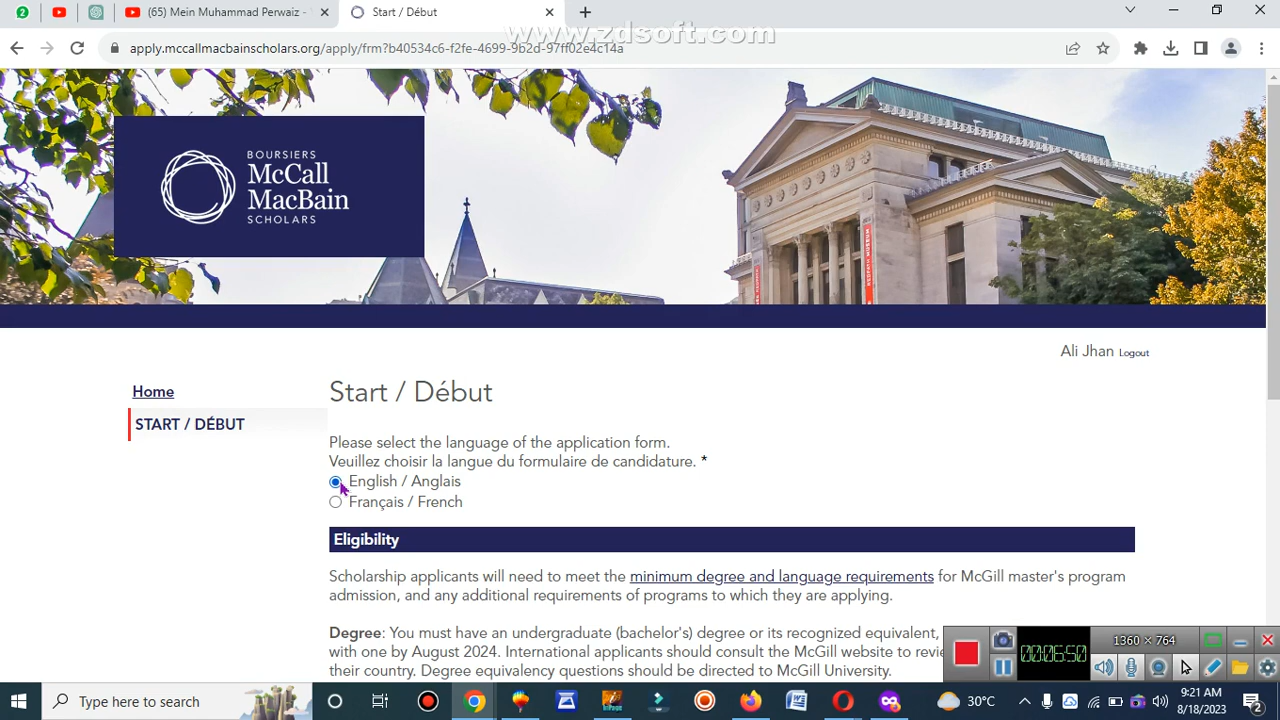 2
(65) Mein Muhammad Perwaiz -
Start / Début
www.zdsoft.com
apply.mccallmacbainscholars.org/apply/frm?b40534c6-f2fe-4699-9b2d-97ff02e4c14a
BOURSIERS
McCall
MacBain
SCHOLARS
Ali Jhan Logout
Home
START / DÉBUT
Start / Début
Please select the language of the application form.
Veuillez choisir la langue du formulaire de candidature. *
English / Anglais
Français / French
Eligibility
Scholarship applicants will need to meet the minimum degree and language requirements for McGill master's program
admission, and any additional requirements of programs to which they are applying.
Degree: You must have an undergraduate (bachelor's) degree or its recognized equivalent,
with one by August 2024. International applicants should consult the McGill website to revie
their country. Degree equivalency questions should be directed to McGill University.
00:06:50
1360 × 764
Type here to search
30°C
9:21 AM
8/18/2023
2